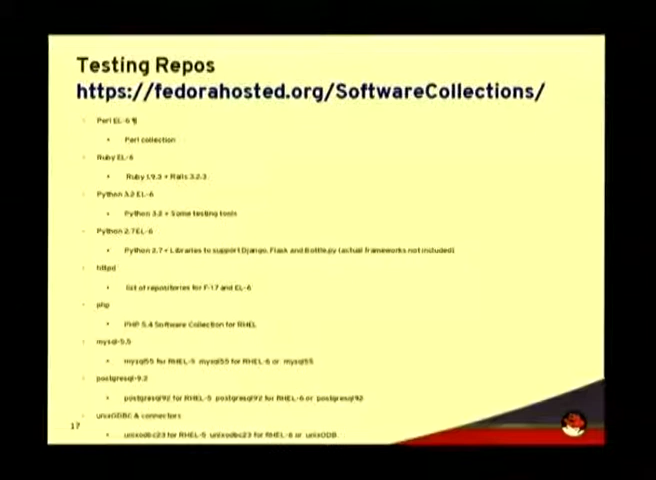 Testing Repos
https://fedorahosted.org/SoftwareCollections/
Perl EL-6 ¶
Perl collection
Ruby EL-6
Ruby 1.9.3 + Rails 3.2.3
Python 3.2 EL-6
Python 3.2 + Some testing tools
Python 2.7 EL-6
Python 2.7 + Libraries to support Django, Flask and Bottle.py (actual frameworks not included)
httpd
list of repositories for F-17 and EL-6
php
PHP 5.4 Software Collection for RHEL
mysql-5.5
mysql55 for RHEL-5 mysql55 for RHEL-6 or mysql55
postgresql-9.2
postgresql92 for RHEL-5 postgresql92 for RHEL-6 or postgresql92
unixODBC & connectors
unixodbc23 for RHEL-5 unixodbc23 for RHEL-6 or unixODB
17